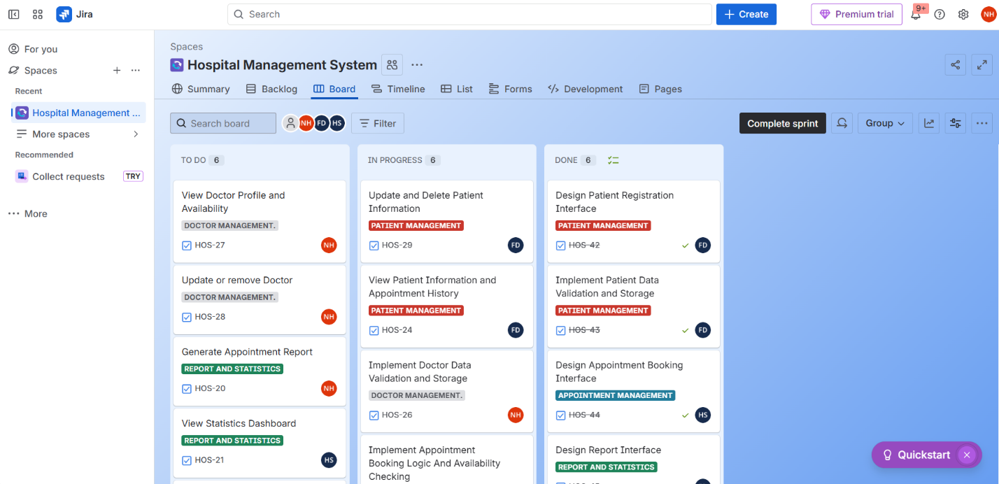 Jira
Search
Create
Premium trial
9+
NH
For you
Spaces
Recent
Hospital Management ...
More spaces
Recommended
Collect requests
TRY
More
Spaces
Hospital Management System
Summary
Backlog
Board
Timeline
List
Forms
Development
Pages
Search board
NH
FD
HS
Filter
Complete sprint
Group
TO DO 6
View Doctor Profile and
Availability
DOCTOR MANAGEMENT.
HOS-27
NH
Update or remove Doctor
DOCTOR MANAGEMENT.
HOS-28
NH
Generate Appointment Report
REPORT AND STATISTICS
HOS-20
NH
View Statistics Dashboard
REPORT AND STATISTICS
HOS-21
HS
IN PROGRESS 6
Update and Delete Patient
Information
PATIENT MANAGEMENT
HOS-29
FD
View Patient Information and
Appointment History
PATIENT MANAGEMENT
HOS-24
FD
Implement Doctor Data
Validation and Storage
DOCTOR MANAGEMENT.
HOS-26
NH
Implement Appointment
Booking Logic And Availability
Checking
DONE 6
Design Patient Registration
Interface
PATIENT MANAGEMENT
HOS-42
FD
Implement Patient Data
Validation and Storage
PATIENT MANAGEMENT
HOS-43
FD
Design Appointment Booking
Interface
APPOINTMENT MANAGEMENT
HOS-44
HS
Design Report Interface
REPORT AND STATISTICS
Quickstart